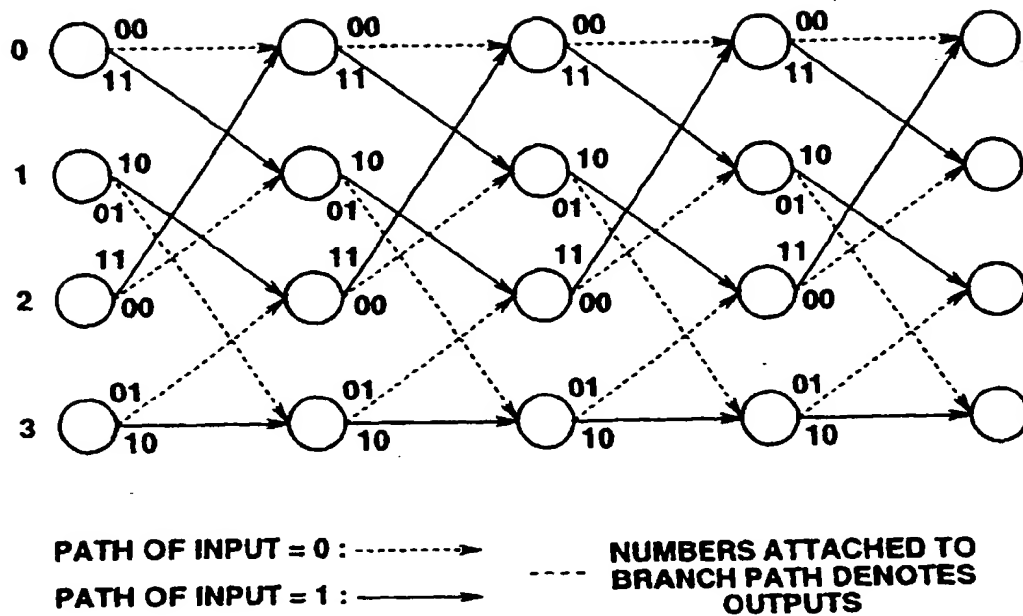 00 00 00 00
0
11 11 11 11
10 10 10 10
1
01 01 01 01
11 11 11 11
2
00 00 00 00
01 01 01 01
3
10 10 10 10
PATH OF INPUT = 0 :
PATH OF INPUT = 1 :
NUMBERS ATTACHED TO
BRANCH PATH DENOTES
OUTPUTS